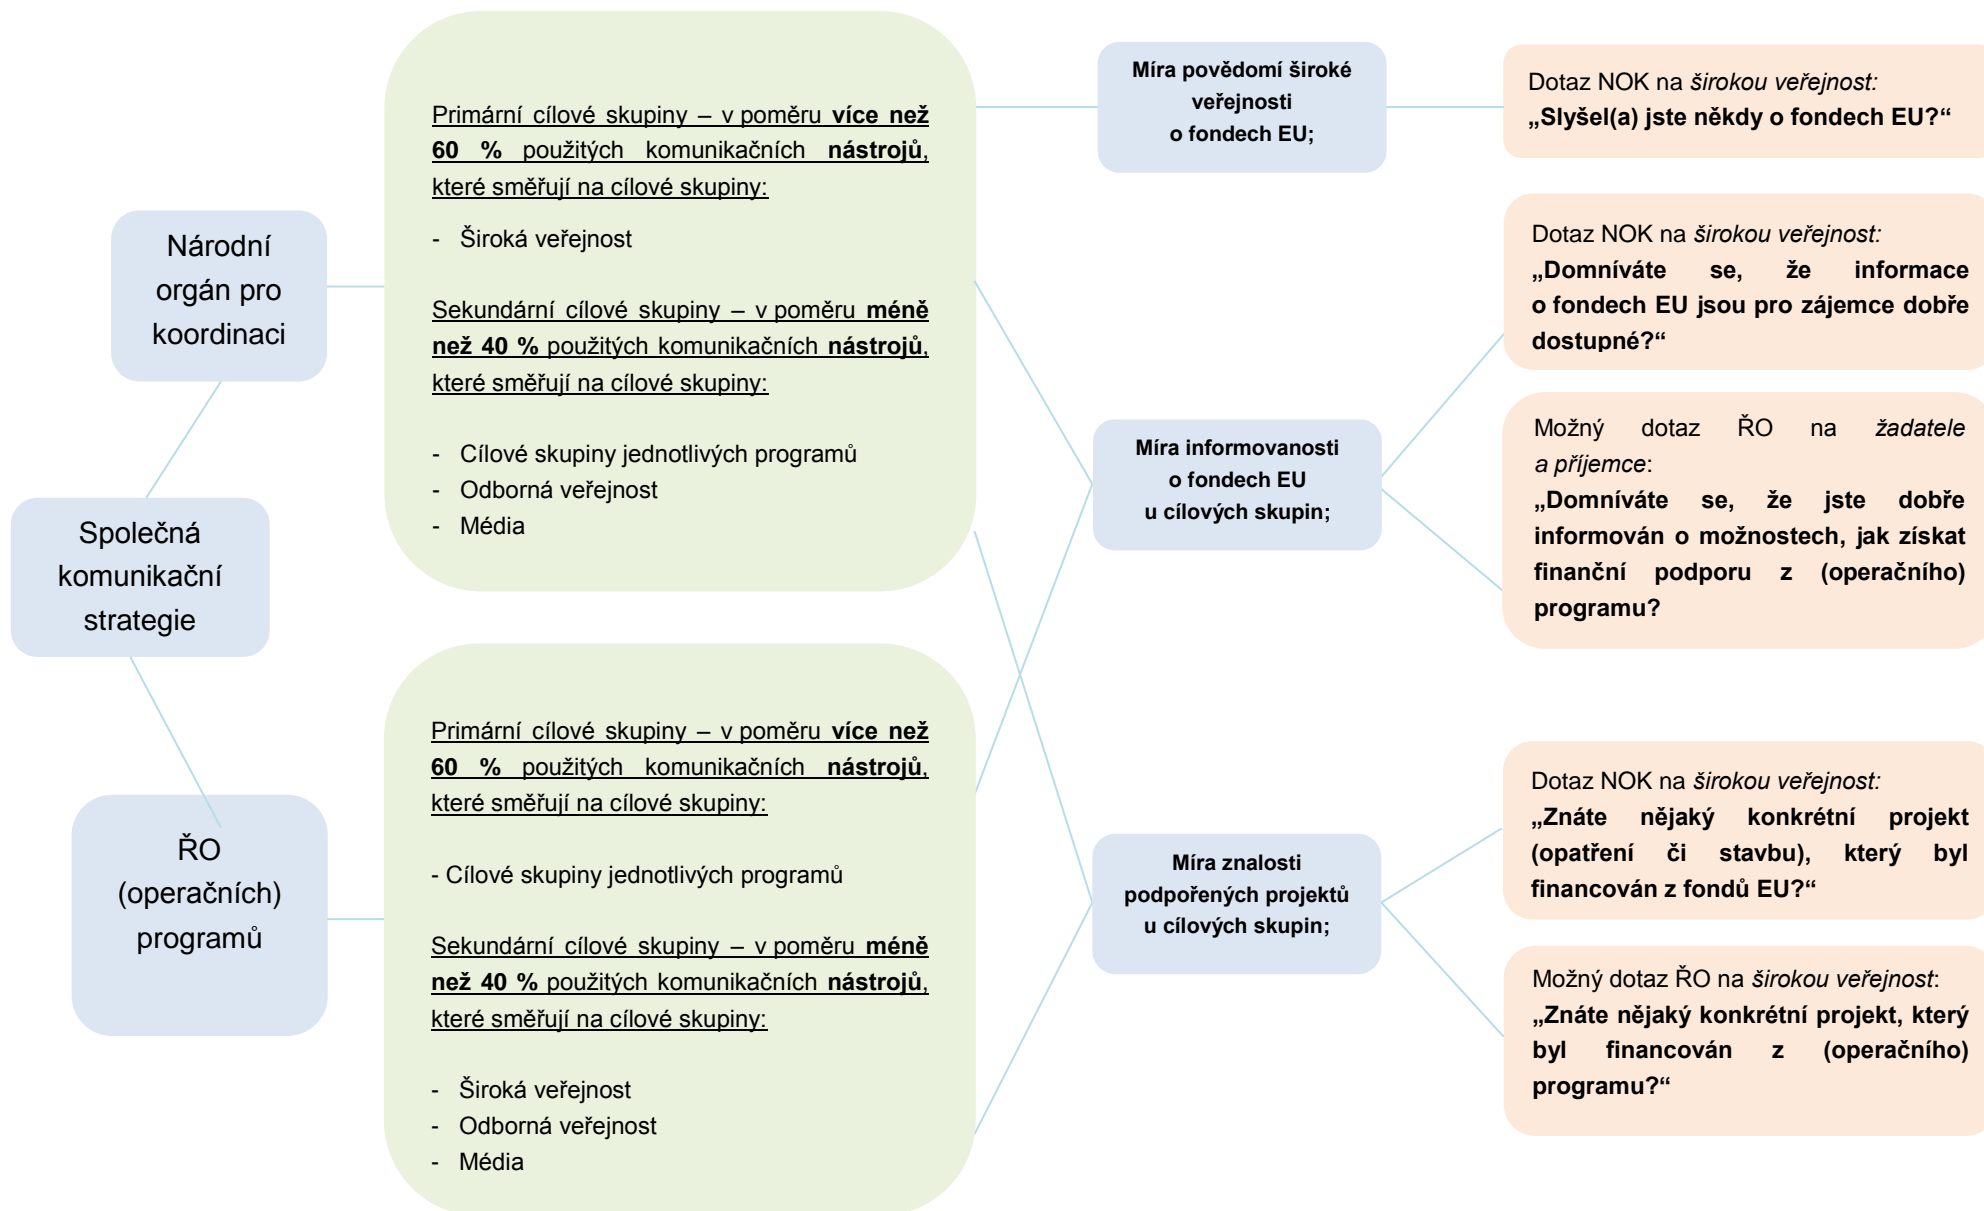 Společná
komunikační
strategie
Národní
orgán pro
koordinaci
ŘO
(operačních)
programů
Primární cílové skupiny – v poměru více než
60 % použitých komunikačních nástrojů,
které směřují na cílové skupiny:
- Široká veřejnost
Sekundární cílové skupiny – v poměru méně
než 40 % použitých komunikačních nástrojů,
které směřují na cílové skupiny:
- Cílové skupiny jednotlivých programů
- Odborná veřejnost
- Média
Primární cílové skupiny – v poměru více než
60 % použitých komunikačních nástrojů,
které směřují na cílové skupiny:
- Cílové skupiny jednotlivých programů
Sekundární cílové skupiny – v poměru méně
než 40 % použitých komunikačních nástrojů,
které směřují na cílové skupiny:
- Široká veřejnost
- Odborná veřejnost
- Média
Míra povědomí široké
veřejnosti
o fondech EU;
Míra informovanosti
o fondech EU
u cílových skupin;
Míra znalosti
podpořených projektů
u cílových skupin;
Dotaz NOK na širokou veřejnost:
„Slyšel(a) jste někdy o fondech EU?“
Dotaz NOK na širokou veřejnost:
„Domníváte se, že informace
o fondech EU jsou pro zájemce dobře
dostupné?“
Možný dotaz ŘO na žadatele
a příjemce:
„Domníváte se, že jste dobře
informován o možnostech, jak získat
finanční podporu z (operačního)
programu?
Dotaz NOK na širokou veřejnost:
„Znáte nějaký konkrétní projekt
(opatření či stavbu), který byl
financován z fondů EU?“
Možný dotaz ŘO na širokou veřejnost:
„Znáte nějaký konkrétní projekt, který
byl financován z (operačního)
programu?“